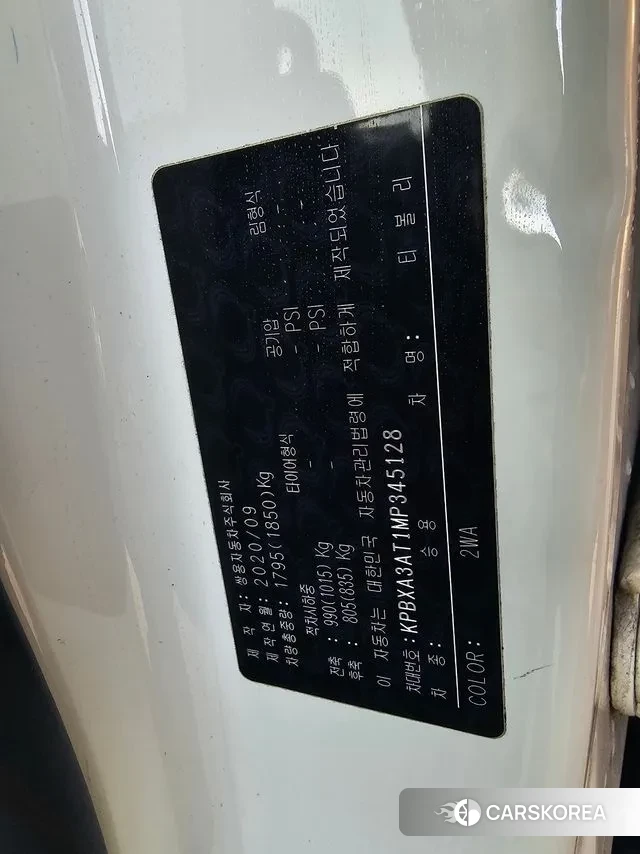 제 작 자: 쌍용자동차주식회사
제작연월: 2020/09
차량총중량: 1795(1850)Kg
적차시하중 타이어형식 공기압 림형식
전축: 990(1015) Kg - - PSI -
후축: 805(835) Kg - - PSI -
이 자동차는 대한민국 자동차관리법령에 적합하게 제작되었습니다
차대번호: KPBXA3AT1MP345128
차 종: 승용 차 명: 티볼리
COLOR: 2WA
CARSKOREA